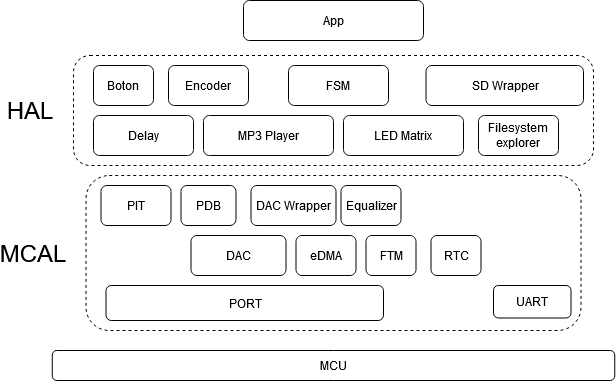 App
HAL
Boton
Encoder
FSM
SD Wrapper
Delay
MP3 Player
LED Matrix
Filesystem
explorer
MCAL
PIT
PDB
DAC Wrapper
Equalizer
DAC
eDMA
FTM
RTC
PORT
UART
MCU